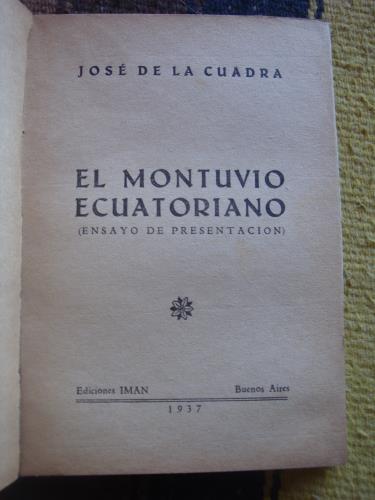 JOSÉ DE LA CUADRA
EL MONTUVIO
ECUATORIANO
(ENSAYO DE PRESENTACION)
Ediciones IMAN Buenos Aires
1937